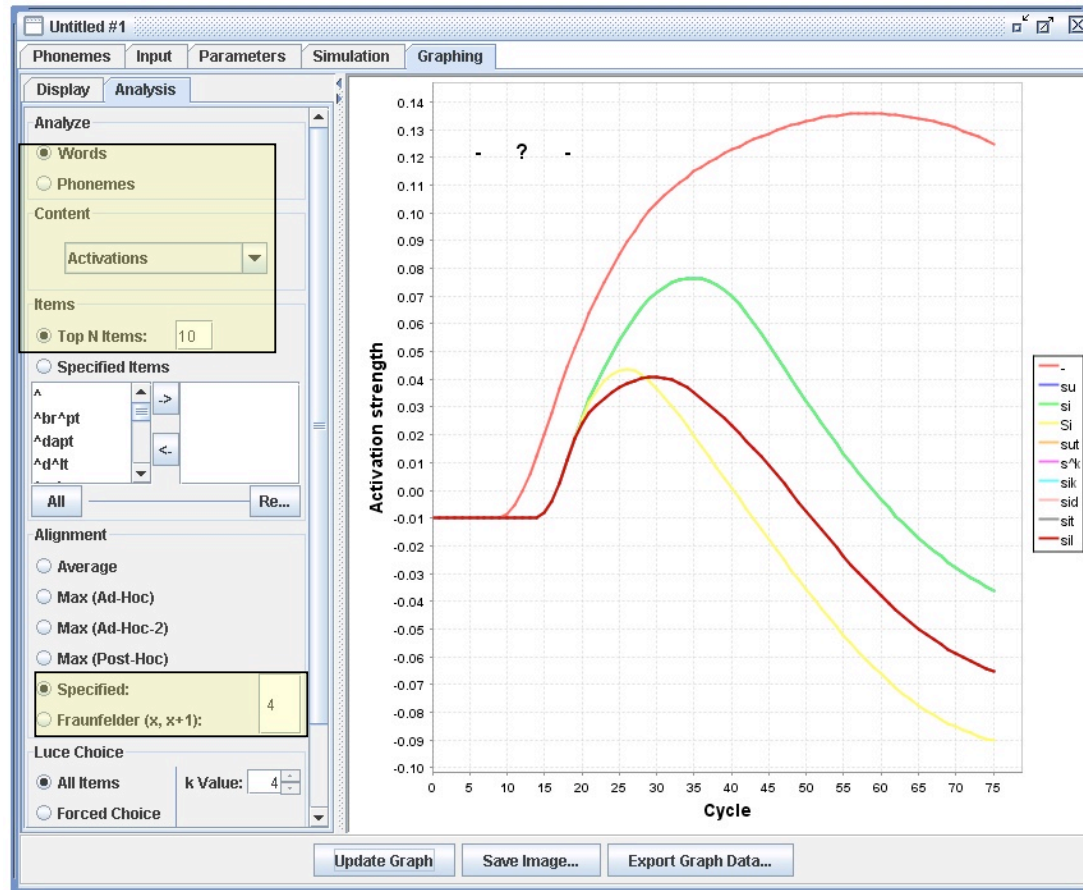 Untitled #1
Phonemes Input Parameters Simulation Graphing
Display Analysis
Analyze
Words
Phonemes
Content
Activations
Items
Top N Items: 10
Specified Items
^
^br^pt
^dapt
^d^lt
->
<-
All Re...
Alignment
Average
Max (Ad-Hoc)
Max (Ad-Hoc-2)
Max (Post-Hoc)
Specified:
4
Fraunfelder (x, x+1):
Luce Choice
All Items k Value: 4
Forced Choice
- ? -
Activation strength
0.14
0.13
0.12
0.11
0.10
0.09
0.08
0.07
0.06
0.05
0.04
0.03
0.02
0.01
0.00
-0.01
-0.02
-0.03
-0.04
-0.05
-0.06
-0.07
-0.08
-0.09
-0.10
0 5 10 15 20 25 30 35 40 45 50 55 60 65 70 75
Cycle
-
su
si
Si
sut
s^k
sik
sid
sit
sil
Update Graph Save Image... Export Graph Data...